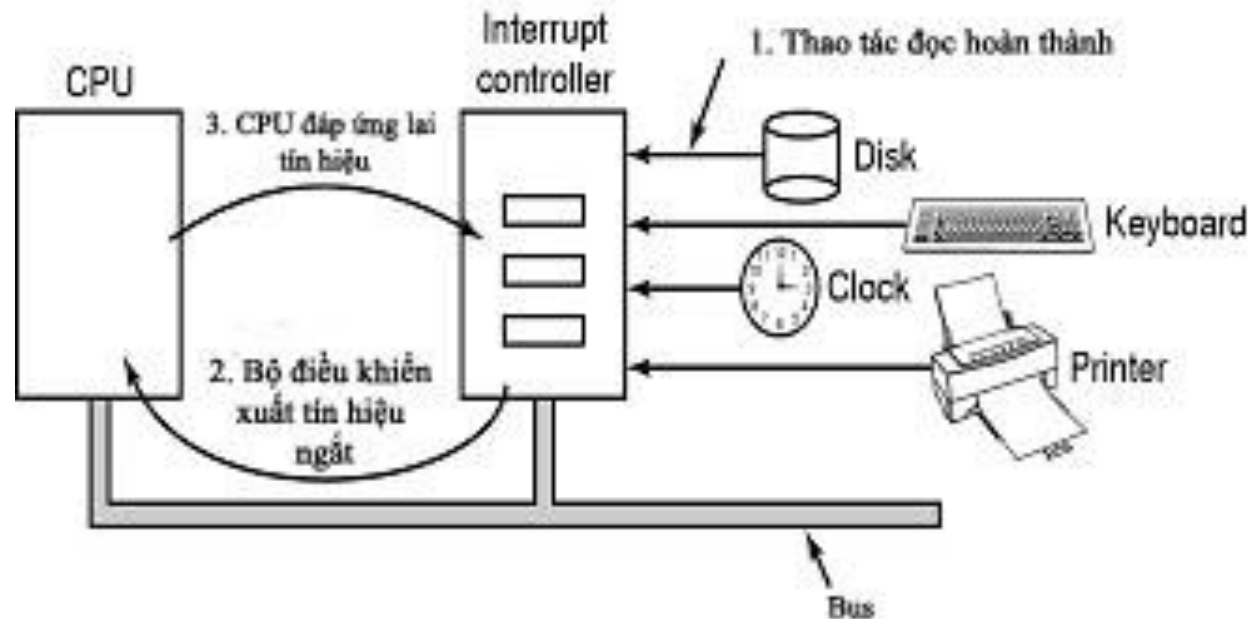 Interrupt
controller
1. Thao tác đọc hoàn thành
CPU
3. CPU đáp ứng lai
tín hiệu
Disk
Keyboard
Clock
Printer
2. Bộ điều khiển
xuất tín hiệu
ngắt
Bus